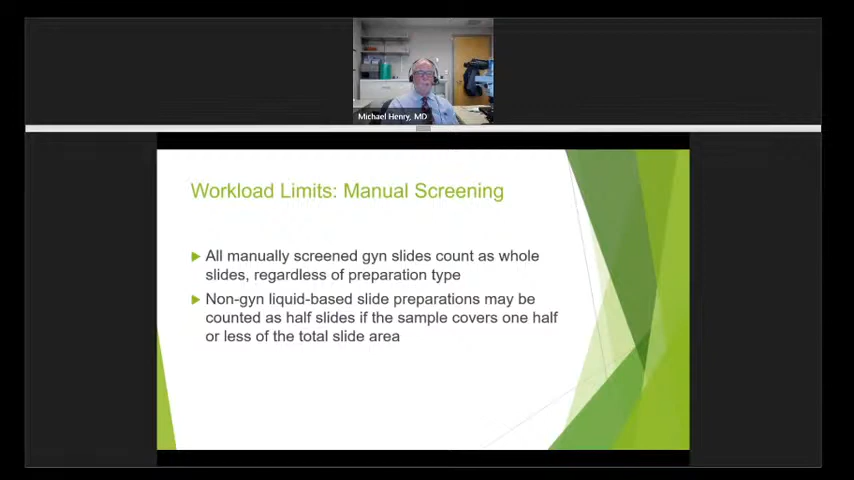 Michael Henry, MD
Workload Limits: Manual Screening
All manually screened gyn slides count as whole
slides, regardless of preparation type
Non-gyn liquid-based slide preparations may be
counted as half slides if the sample covers one half
or less of the total slide area